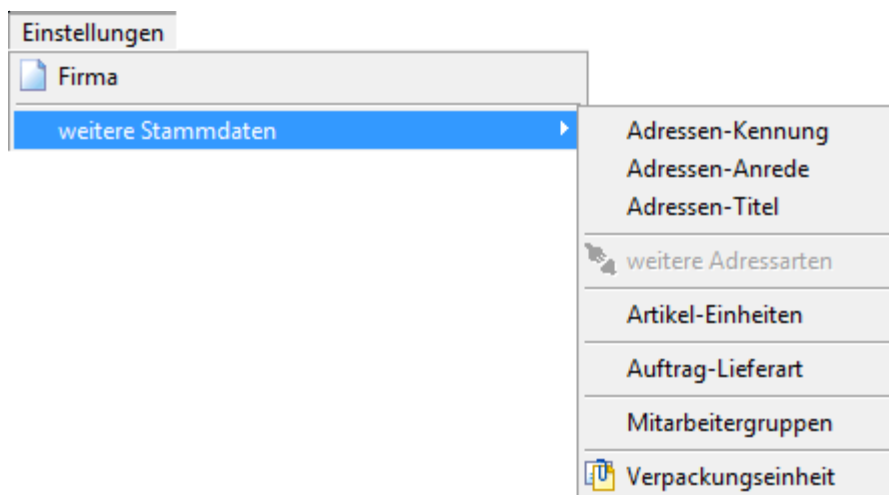 Einstellungen
Firma
weitere Stammdaten
Adressen-Kennung
Adressen-Anrede
Adressen-Titel
weitere Adressarten
Artikel-Einheiten
Auftrag-Lieferart
Mitarbeitergruppen
Verpackungseinheit